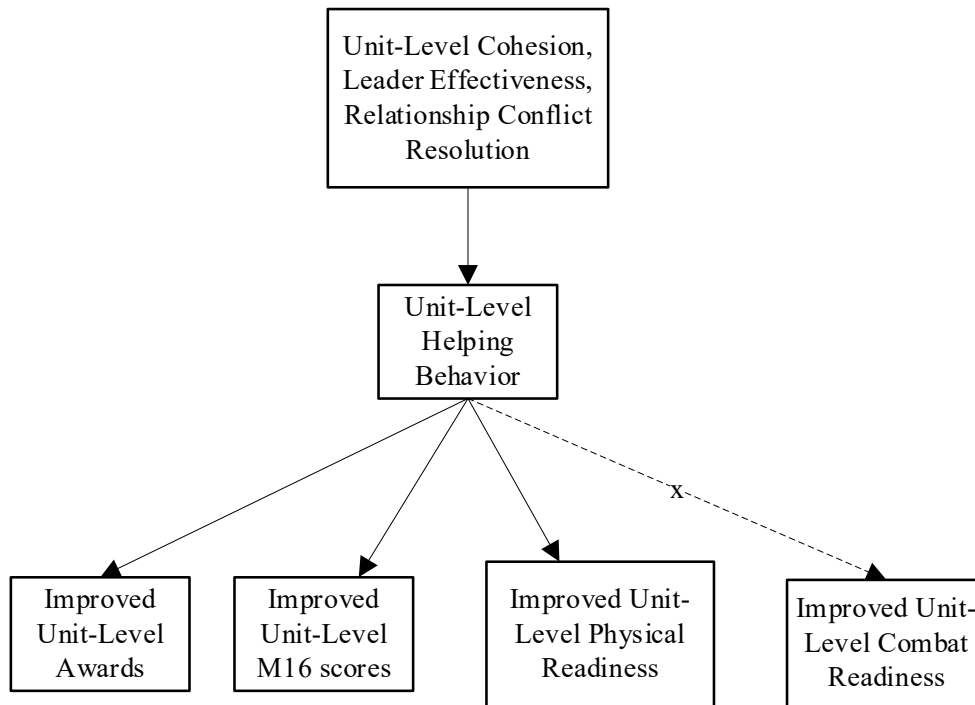 Unit-Level Cohesion,
Leader Effectiveness,
Relationship Conflict
Resolution
Unit-Level
Helping
Behavior
x
Improved
Unit-Level
Awards
Improved
Unit-Level
M16 scores
Improved Unit-
Level Physical
Readiness
Improved Unit-
Level Combat
Readiness